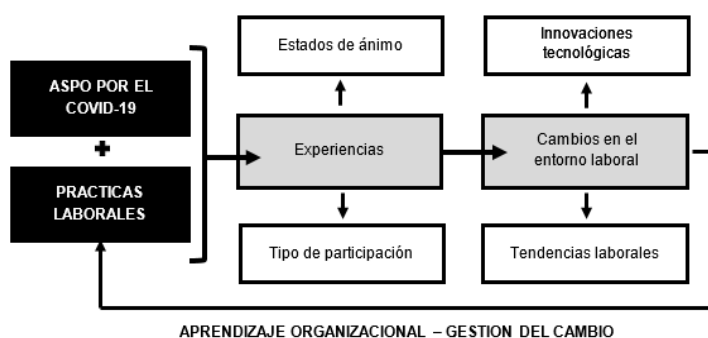 Estados de ánimo
Innovaciones
tecnológicas
ASPO POR EL
COVID-19
+
PRACTICAS
LABORALES
Experiencias
Cambios en el
entorno laboral
Tipo de participación
Tendencias laborales
APRENDIZAJE ORGANIZACIONAL – GESTION DEL CAMBIO